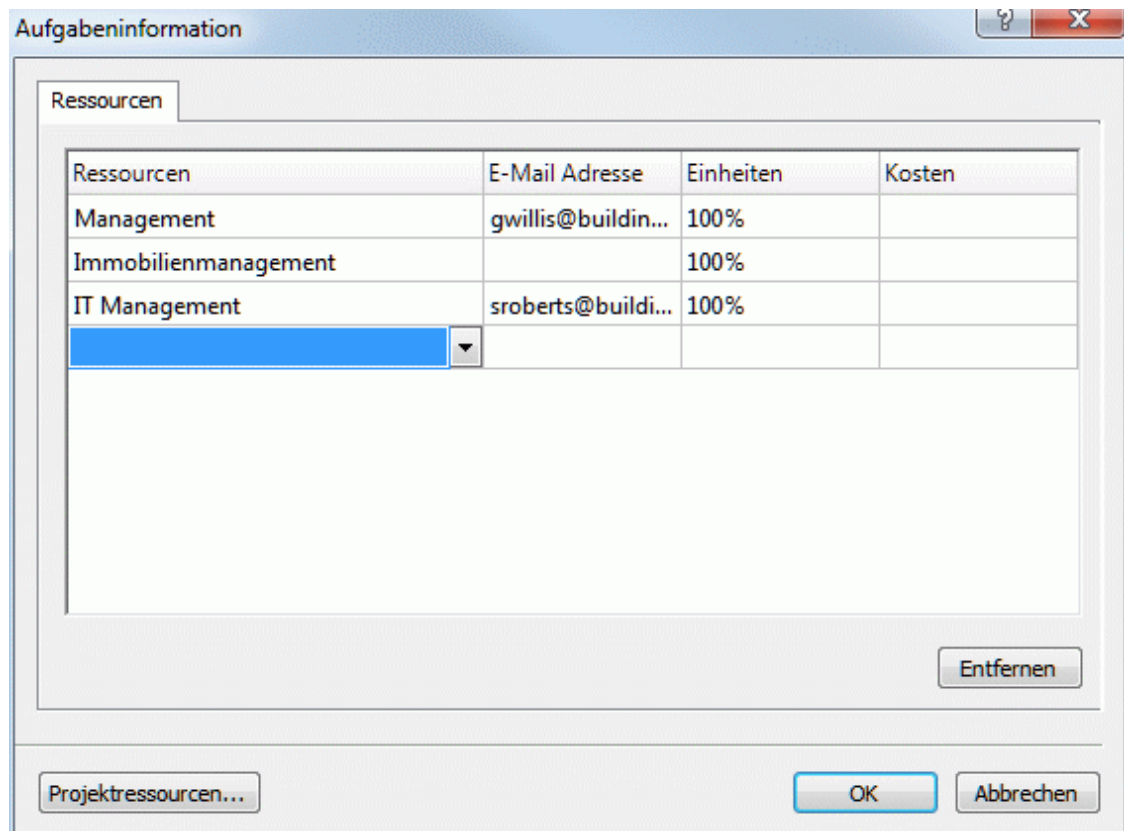 Aufgabeninformation
Ressourcen
Ressourcen E-Mail Adresse Einheiten Kosten
Management gwillis@buildin... 100%
Immobilienmanagement 100%
IT Management sroberts@buildi... 100%
Entfernen
Projektressourcen... OK Abbrechen